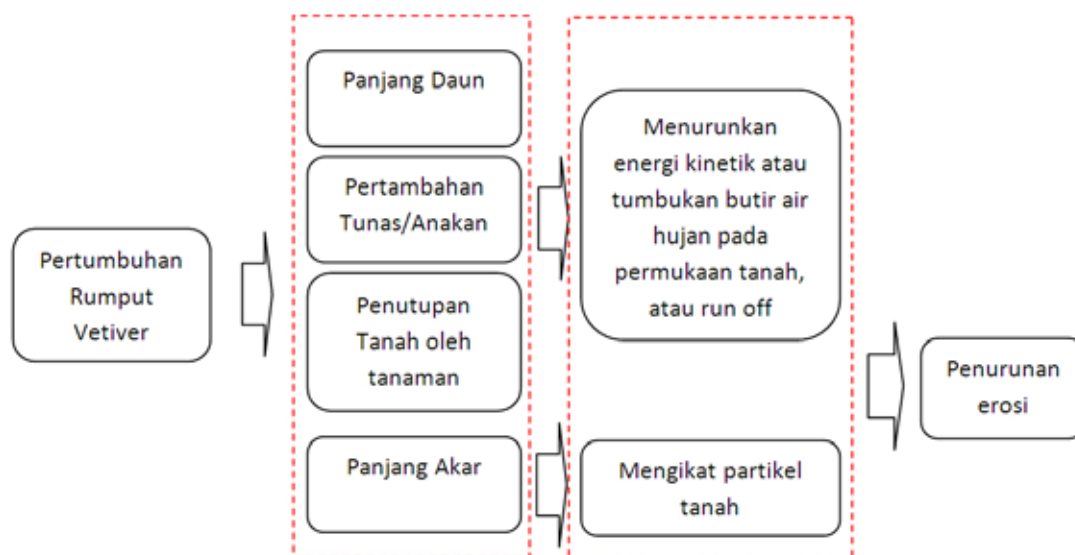 Pertumbuhan
Rumput
Vetiver
Panjang Daun
Pertambahan
Tunas/Anakan
Penutupan
Tanah oleh
tanaman
Panjang Akar
Menurunkan
energi kinetik atau
tumbukan butir air
hujan pada
permukaan tanah,
atau run off
Mengikat partikel
tanah
Penurunan
erosi